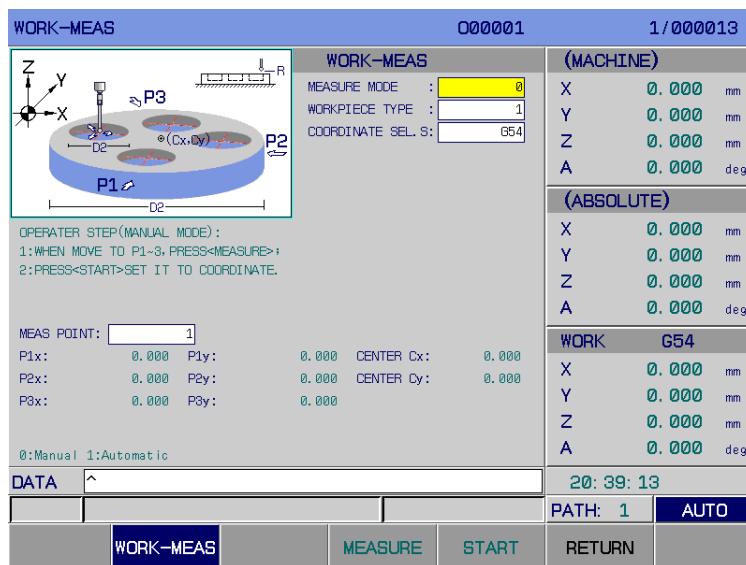 WORK-MEAS O00001 1/000013
Z
Y
X
P3
R
D2
(Cx,Cy)
P2
P1
D2
WORK-MEAS
MEASURE MODE : 0
WORKPIECE TYPE : 1
COORDINATE SEL.S: G54
OPERATER STEP(MANUAL MODE):
1:WHEN MOVE TO P1~3,PRESS<MEASURE>;
2:PRESS<START>SET IT TO COORDINATE.
MEAS POINT: 1
P1x: 0.000 P1y: 0.000 CENTER Cx: 0.000
P2x: 0.000 P2y: 0.000 CENTER Cy: 0.000
P3x: 0.000 P3y: 0.000
0:Manual 1:Automatic
(MACHINE)
X 0.000 mm
Y 0.000 mm
Z 0.000 mm
A 0.000 deg
(ABSOLUTE)
X 0.000 mm
Y 0.000 mm
Z 0.000 mm
A 0.000 deg
WORK G54
X 0.000 mm
Y 0.000 mm
Z 0.000 mm
A 0.000 deg
DATA ^
20:39:13
PATH: 1 AUTO
WORK-MEAS MEASURE START RETURN